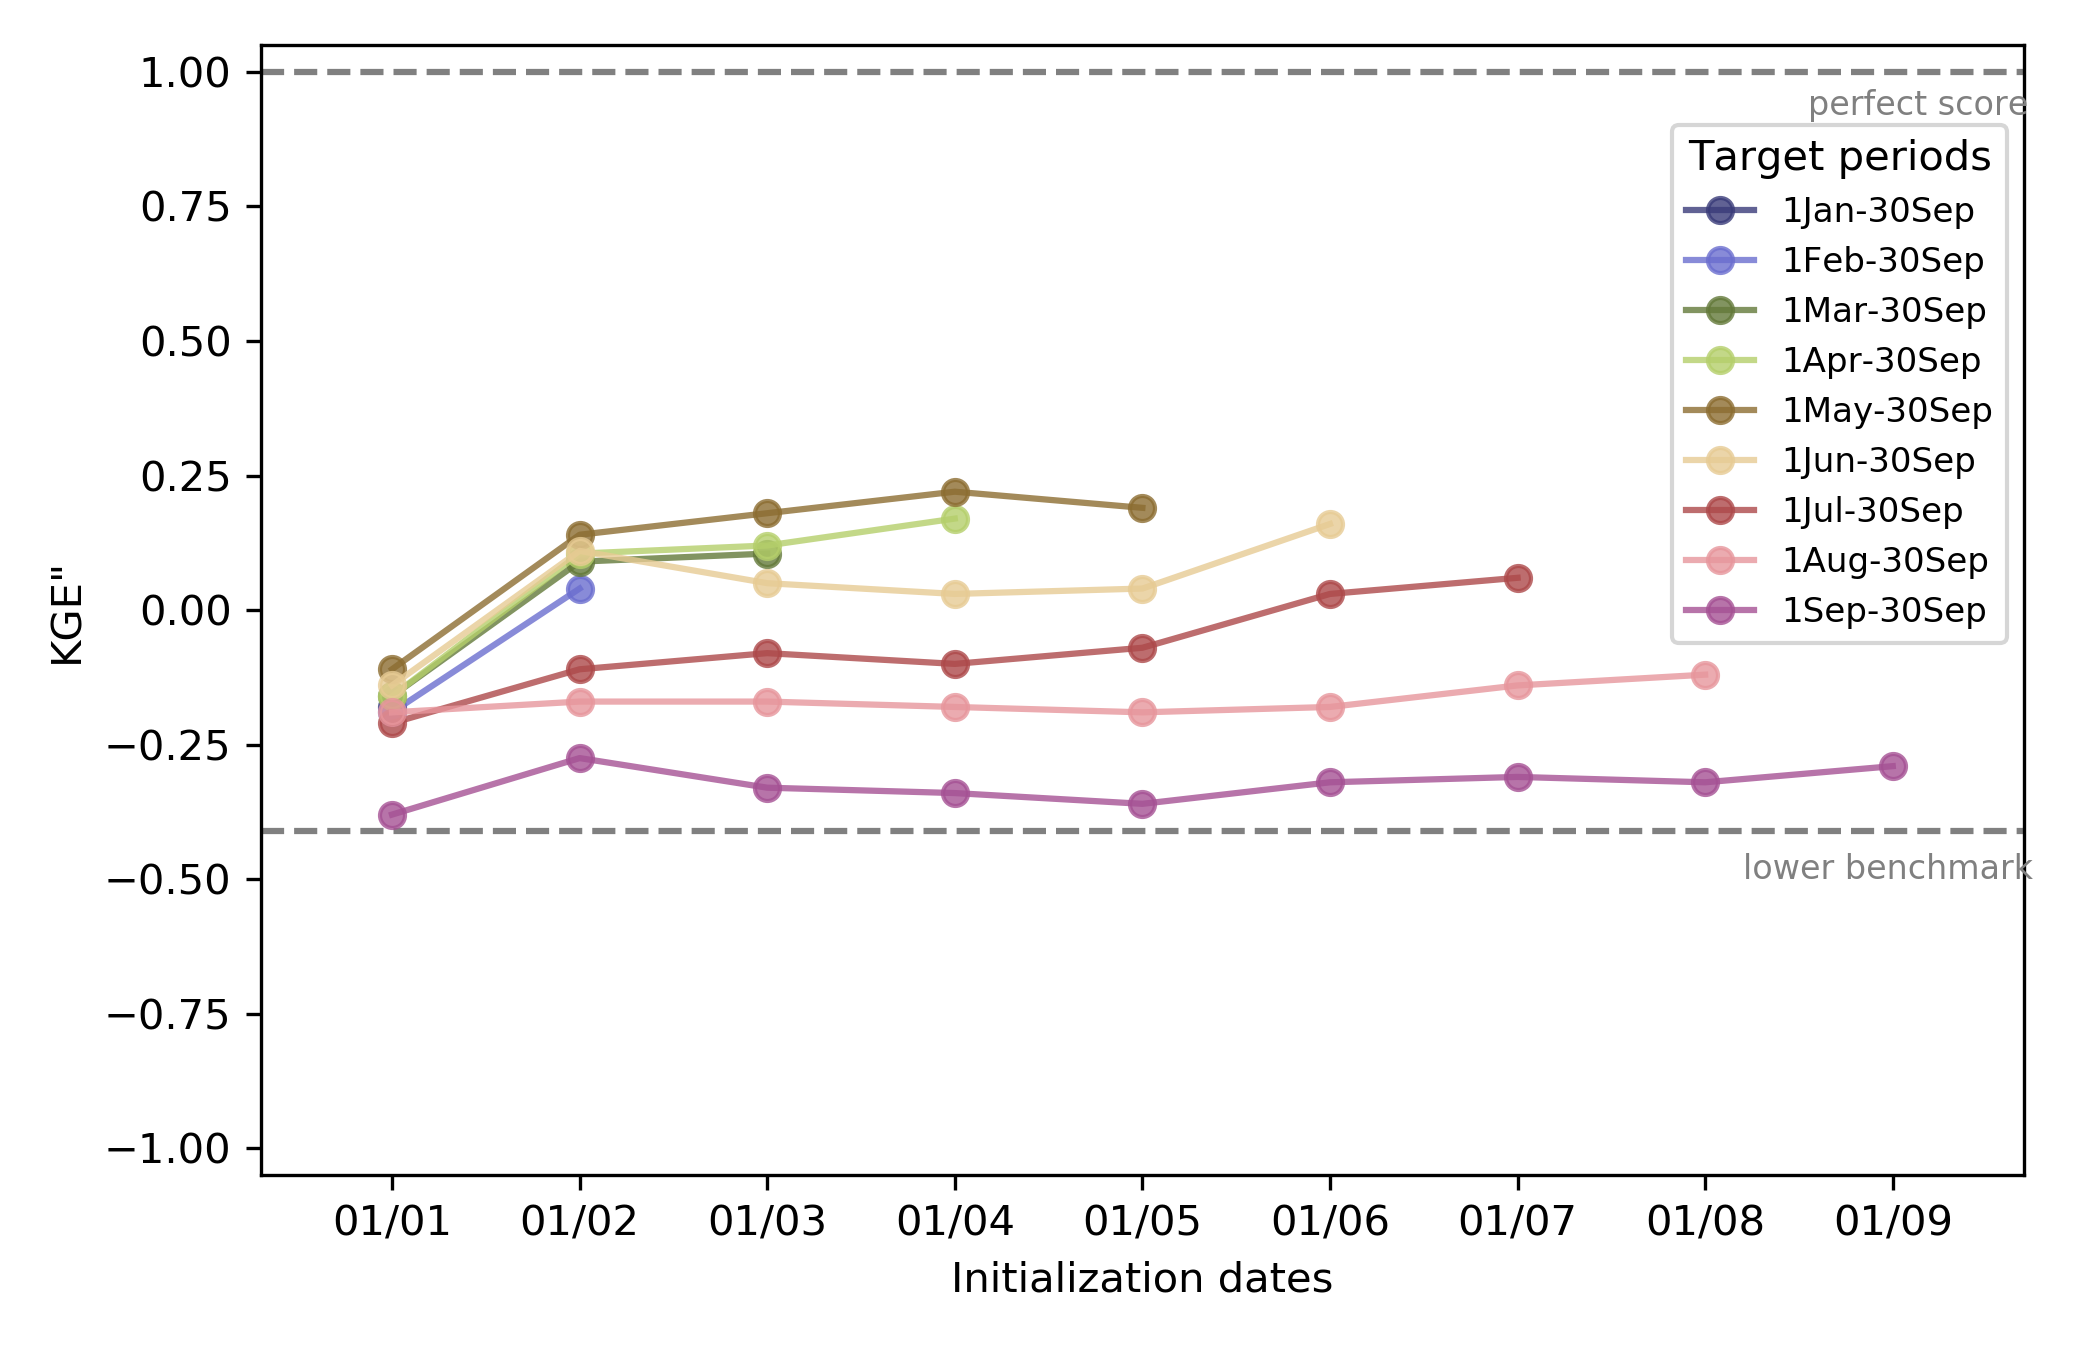 1.00
0.75
0.50
0.25
0.00
−0.25
−0.50
−0.75
−1.00
KGE"
perfect score
Target periods
1Jan-30Sep
1Feb-30Sep
1Mar-30Sep
1Apr-30Sep
1May-30Sep
1Jun-30Sep
1Jul-30Sep
1Aug-30Sep
1Sep-30Sep
lower benchmark
01/01 01/02 01/03 01/04 01/05 01/06 01/07 01/08 01/09
Initialization dates